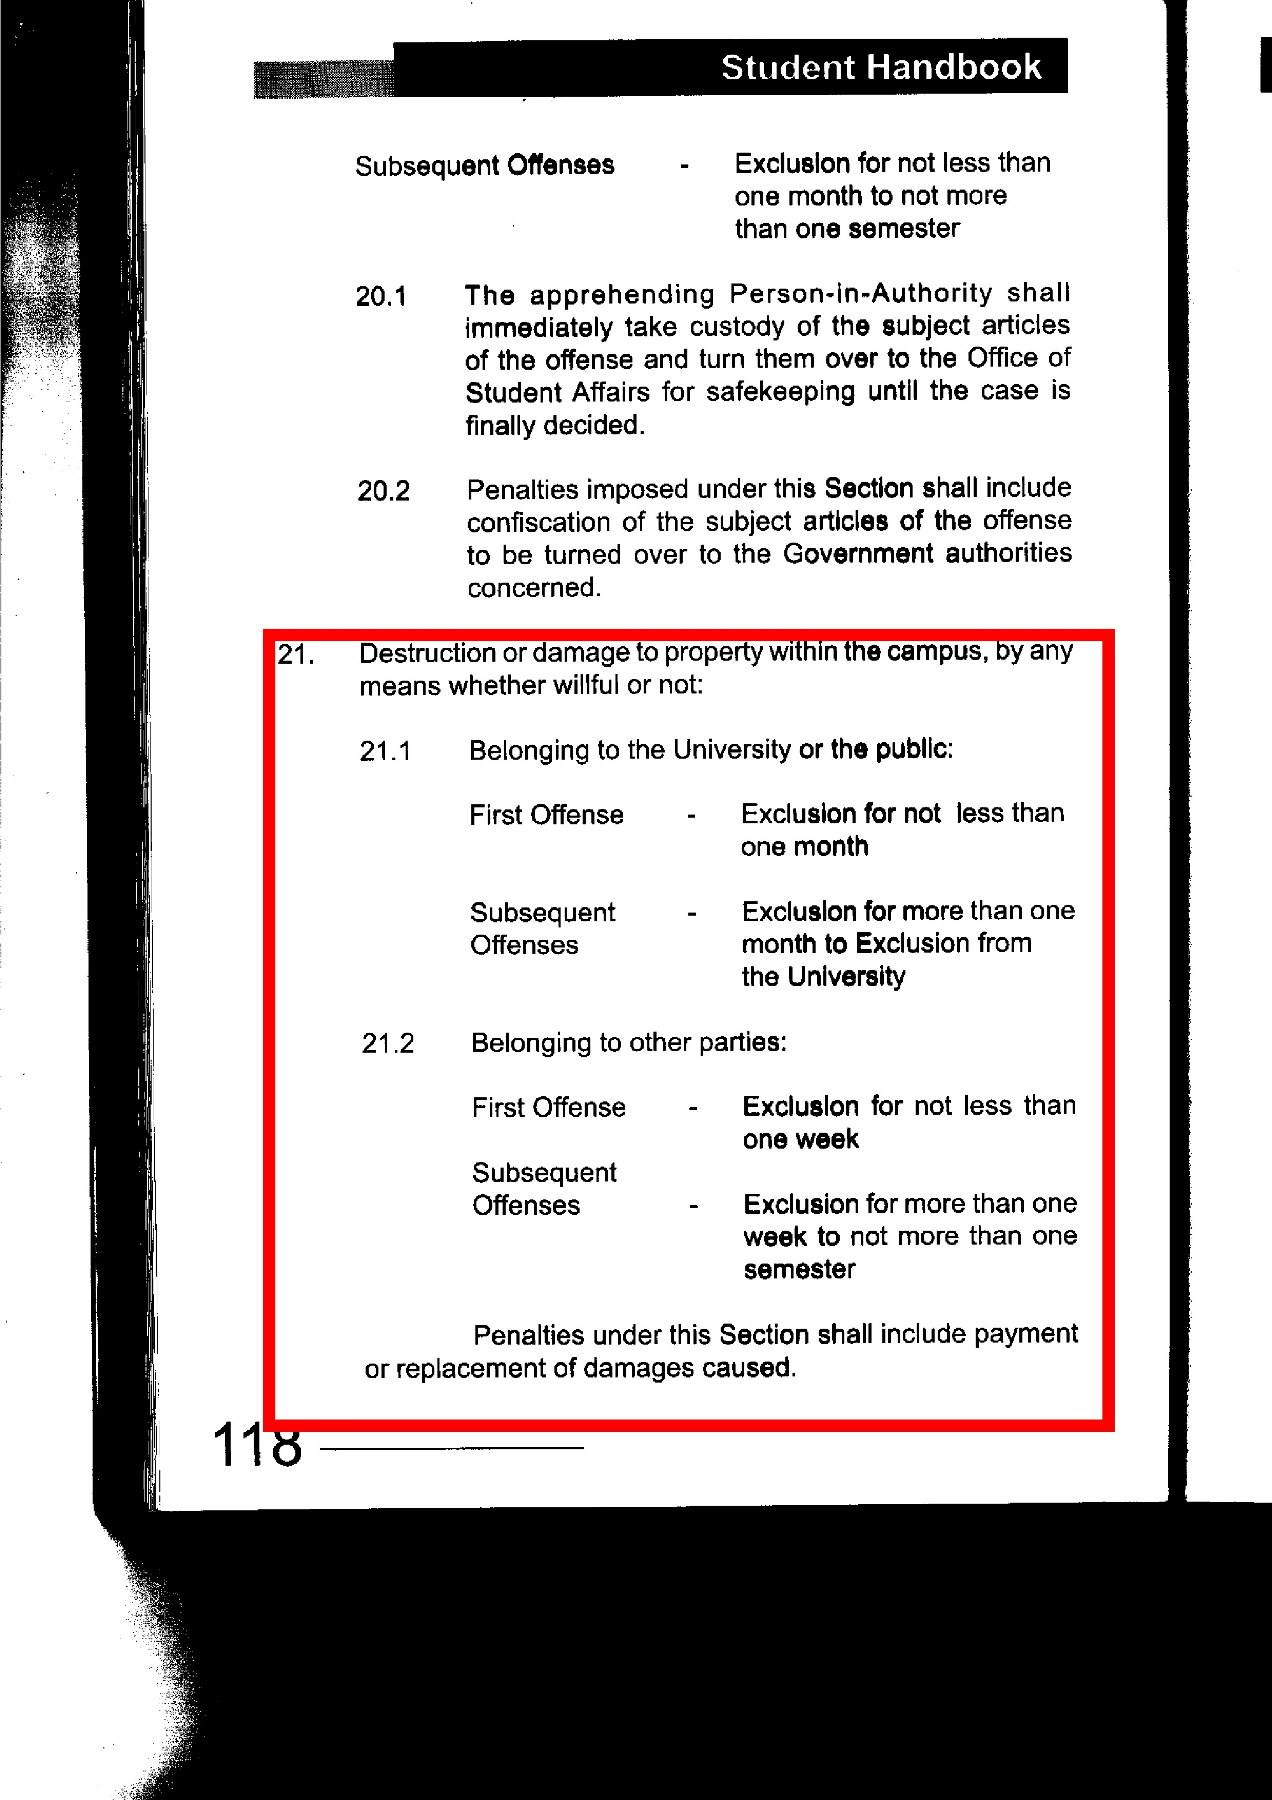 Student Handbook
Subsequent Offenses - Exclusion for not less than
one month to not more
than one semester
20.1 The apprehending Person-in-Authority shall
immediately take custody of the subject articles
of the offense and turn them over to the Office of
Student Affairs for safekeeping until the case is
finally decided.
20.2 Penalties imposed under this Section shall include
confiscation of the subject articles of the offense
to be turned over to the Government authorities
concerned.
21. Destruction or damage to property within the campus, by any
means whether willful or not:
21.1 Belonging to the University or the public:
First Offense - Exclusion for not less than
one month
Subsequent - Exclusion for more than one
Offenses month to Exclusion from
the University
21.2 Belonging to other parties:
First Offense - Exclusion for not less than
one week
Subsequent
Offenses - Exclusion for more than one
week to not more than one
semester
Penalties under this Section shall include payment
or replacement of damages caused.
118